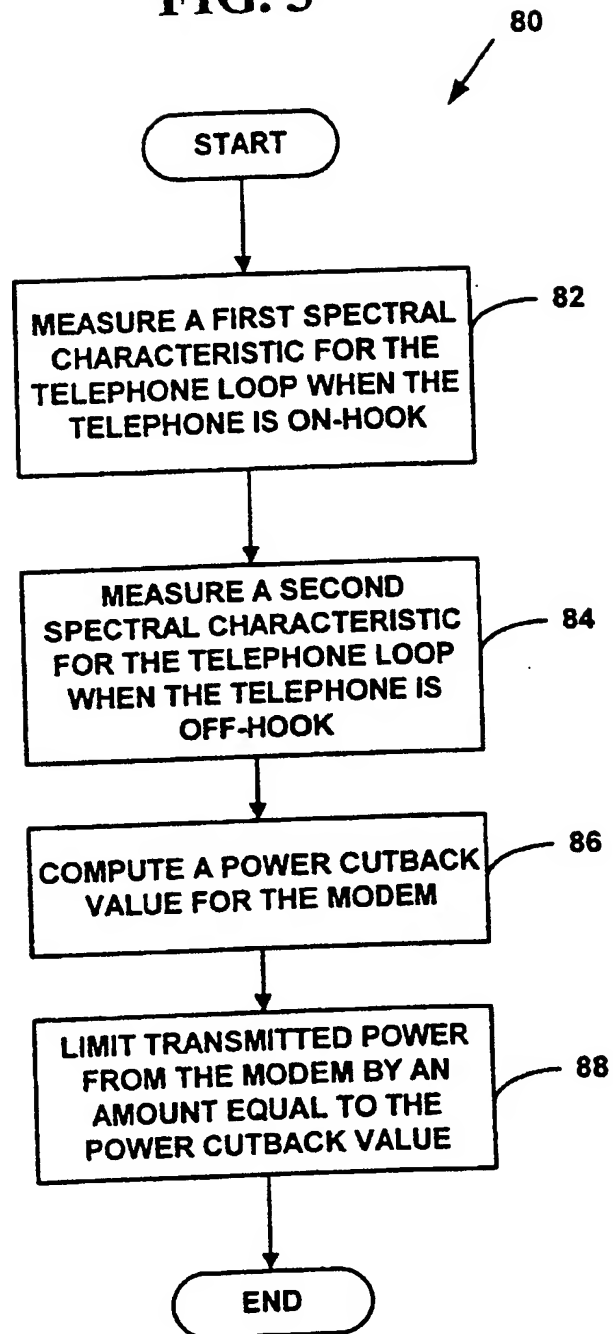 FIG. 3
80
START
MEASURE A FIRST SPECTRAL
CHARACTERISTIC FOR THE
TELEPHONE LOOP WHEN THE
TELEPHONE IS ON-HOOK
82
MEASURE A SECOND
SPECTRAL CHARACTERISTIC
FOR THE TELEPHONE LOOP
WHEN THE TELEPHONE IS
OFF-HOOK
84
COMPUTE A POWER CUTBACK
VALUE FOR THE MODEM
86
LIMIT TRANSMITTED POWER
FROM THE MODEM BY AN
AMOUNT EQUAL TO THE
POWER CUTBACK VALUE
88
END